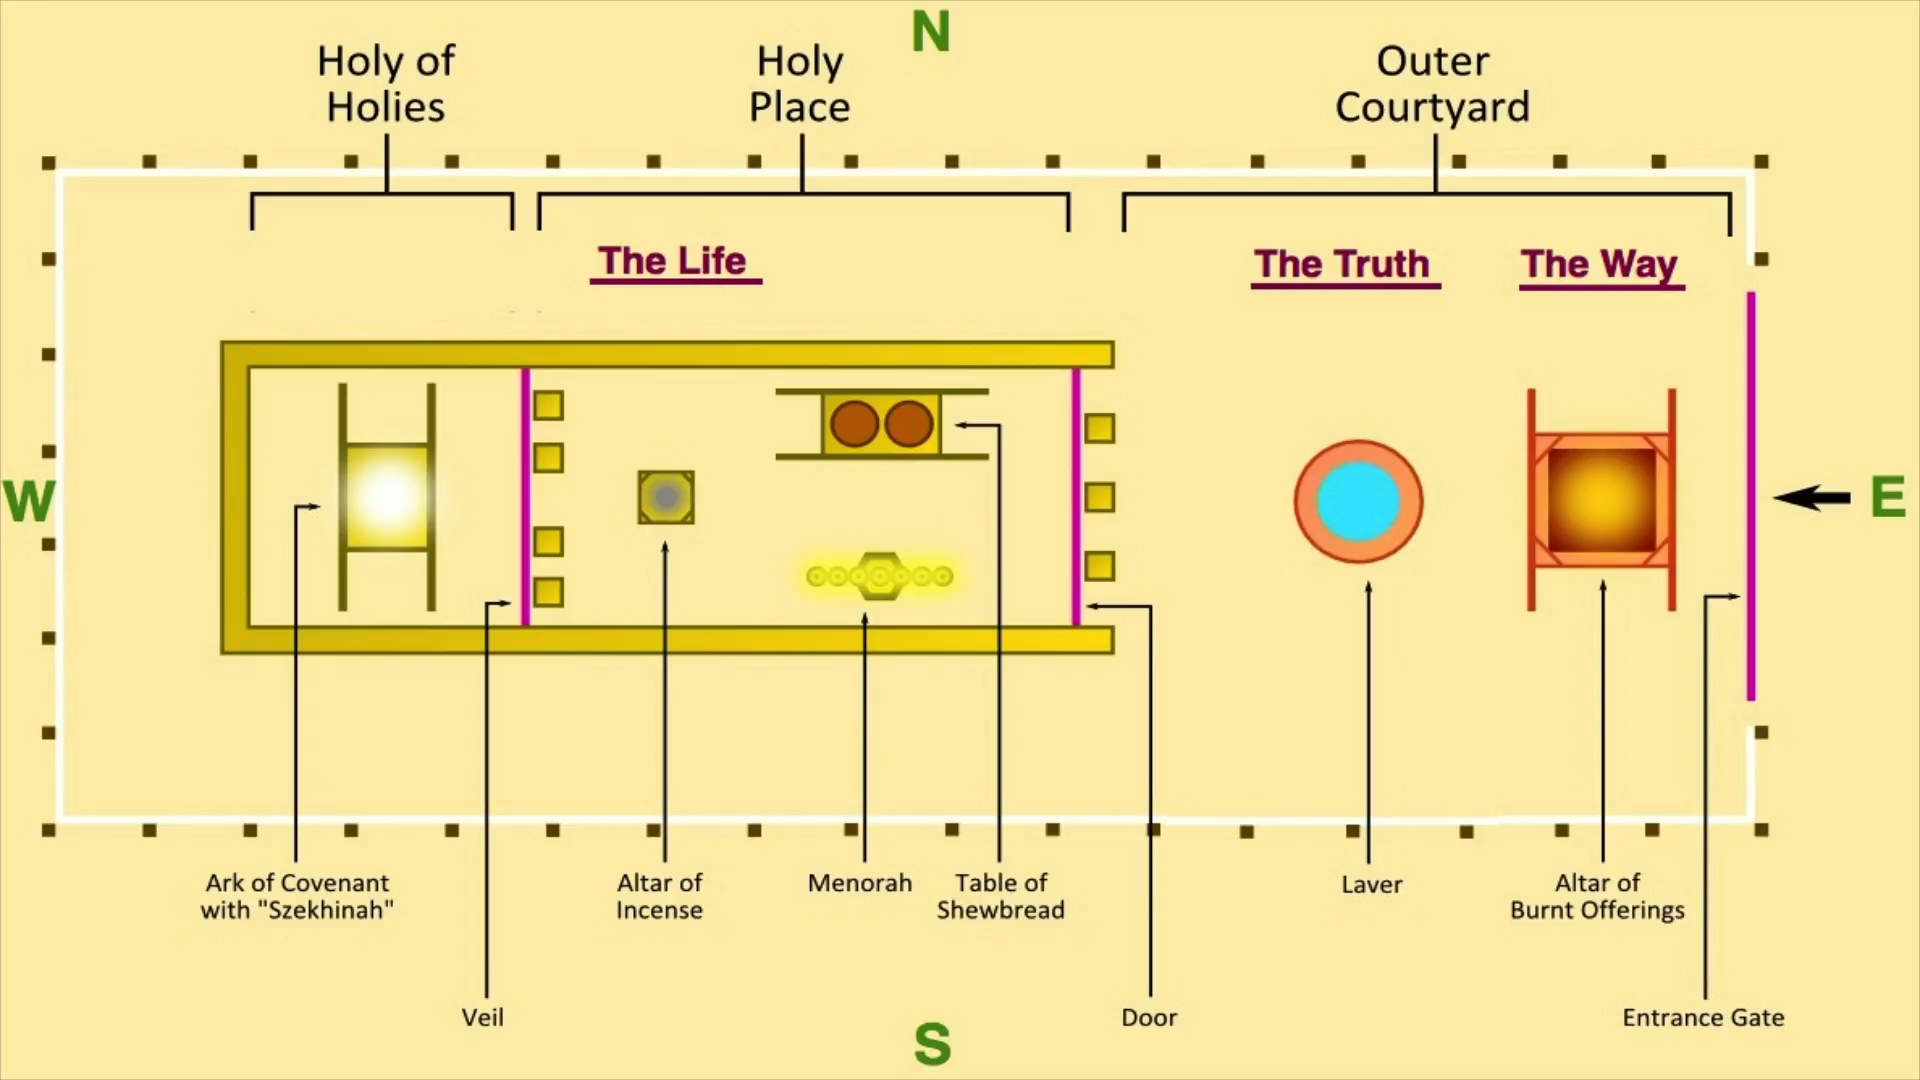 N
Holy of
Holies
Holy
Place
Outer
Courtyard
The Life
The Truth
The Way
W
E
Ark of Covenant
with "Szekhinah"
Altar of
Incense
Menorah
Table of
Shewbread
Laver
Altar of
Burnt Offerings
Veil
Door
Entrance Gate
S